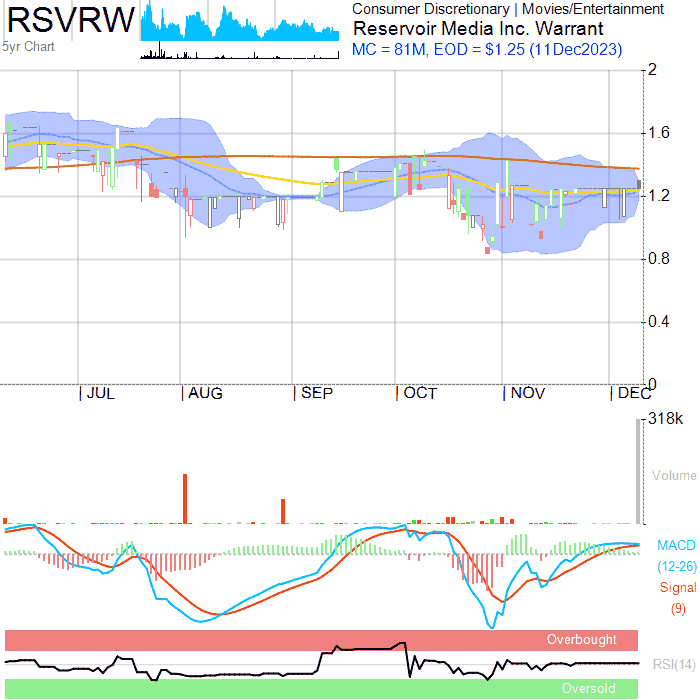 RSVRW
5yr Chart
Consumer Discretionary | Movies/Entertainment
Reservoir Media Inc. Warrant
MC = 81M, EOD = $1.25 (11Dec2023)
2
1.6
1.2
0.8
0.4
0
JUL AUG SEP OCT NOV DEC
318k
Volume
MACD
(12-26)
Signal
(9)
Overbought
RSI(14)
Oversold